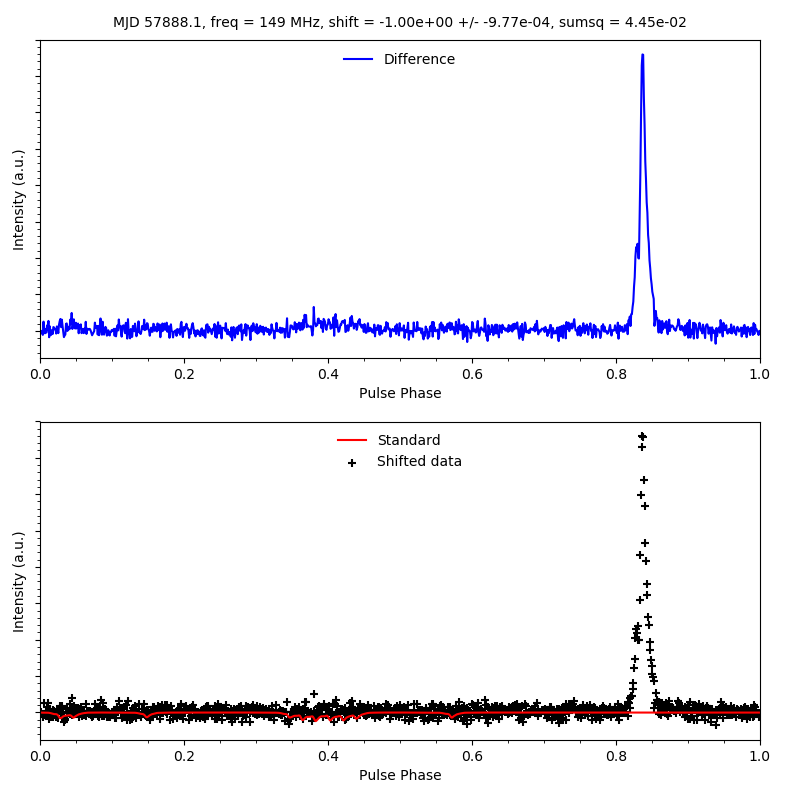 MJD 57888.1, freq = 149 MHz, shift = -1.00e+00 +/- -9.77e-04, sumsq = 4.45e-02
Difference
Intensity (a.u.)
0.0 0.2 0.4 0.6 0.8 1.0
Pulse Phase
Standard
Shifted data
Intensity (a.u.)
0.0 0.2 0.4 0.6 0.8 1.0
Pulse Phase